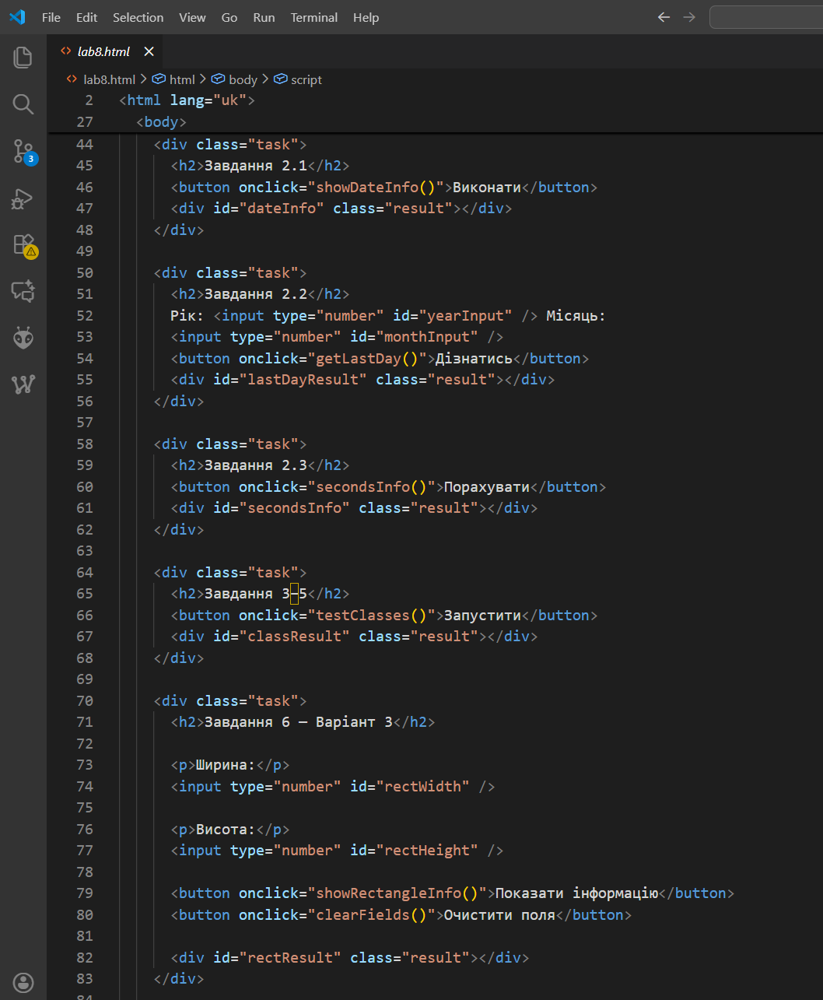 File Edit Selection View Go Run Terminal Help
<> lab8.html ×
<> lab8.html > html > body > script
2 <html lang="uk">
27 <body>
44 <div class="task">
45 <h2>Завдання 2.1</h2>
46 <button onclick="showDateInfo()">Виконати</button>
47 <div id="dateInfo" class="result"></div>
48 </div>
49
50 <div class="task">
51 <h2>Завдання 2.2</h2>
52 Рік: <input type="number" id="yearInput" /> Місяць:
53 <input type="number" id="monthInput" />
54 <button onclick="getLastDay()">Дізнатись</button>
55 <div id="lastDayResult" class="result"></div>
56 </div>
57
58 <div class="task">
59 <h2>Завдання 2.3</h2>
60 <button onclick="secondsInfo()">Порахувати</button>
61 <div id="secondsInfo" class="result"></div>
62 </div>
63
64 <div class="task">
65 <h2>Завдання 3–5</h2>
66 <button onclick="testClasses()">Запустити</button>
67 <div id="classResult" class="result"></div>
68 </div>
69
70 <div class="task">
71 <h2>Завдання 6 — Варіант 3</h2>
72
73 <p>Ширина:</p>
74 <input type="number" id="rectWidth" />
75
76 <p>Висота:</p>
77 <input type="number" id="rectHeight" />
78
79 <button onclick="showRectangleInfo()">Показати інформацію</button>
80 <button onclick="clearFields()">Очистити поля</button>
81
82 <div id="rectResult" class="result"></div>
83 </div>
84
3